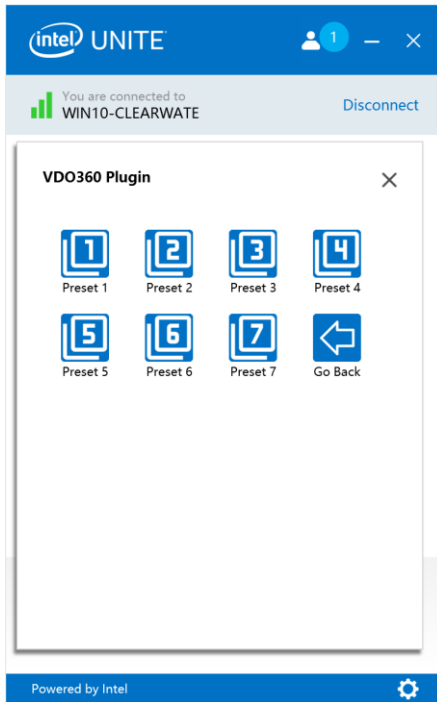 intel UNITE
1
You are connected to
WIN10-CLEARWATE
Disconnect
VDO360 Plugin
1 2 3 4
Preset 1 Preset 2 Preset 3 Preset 4
5 6 7
Preset 5 Preset 6 Preset 7 Go Back
Powered by Intel